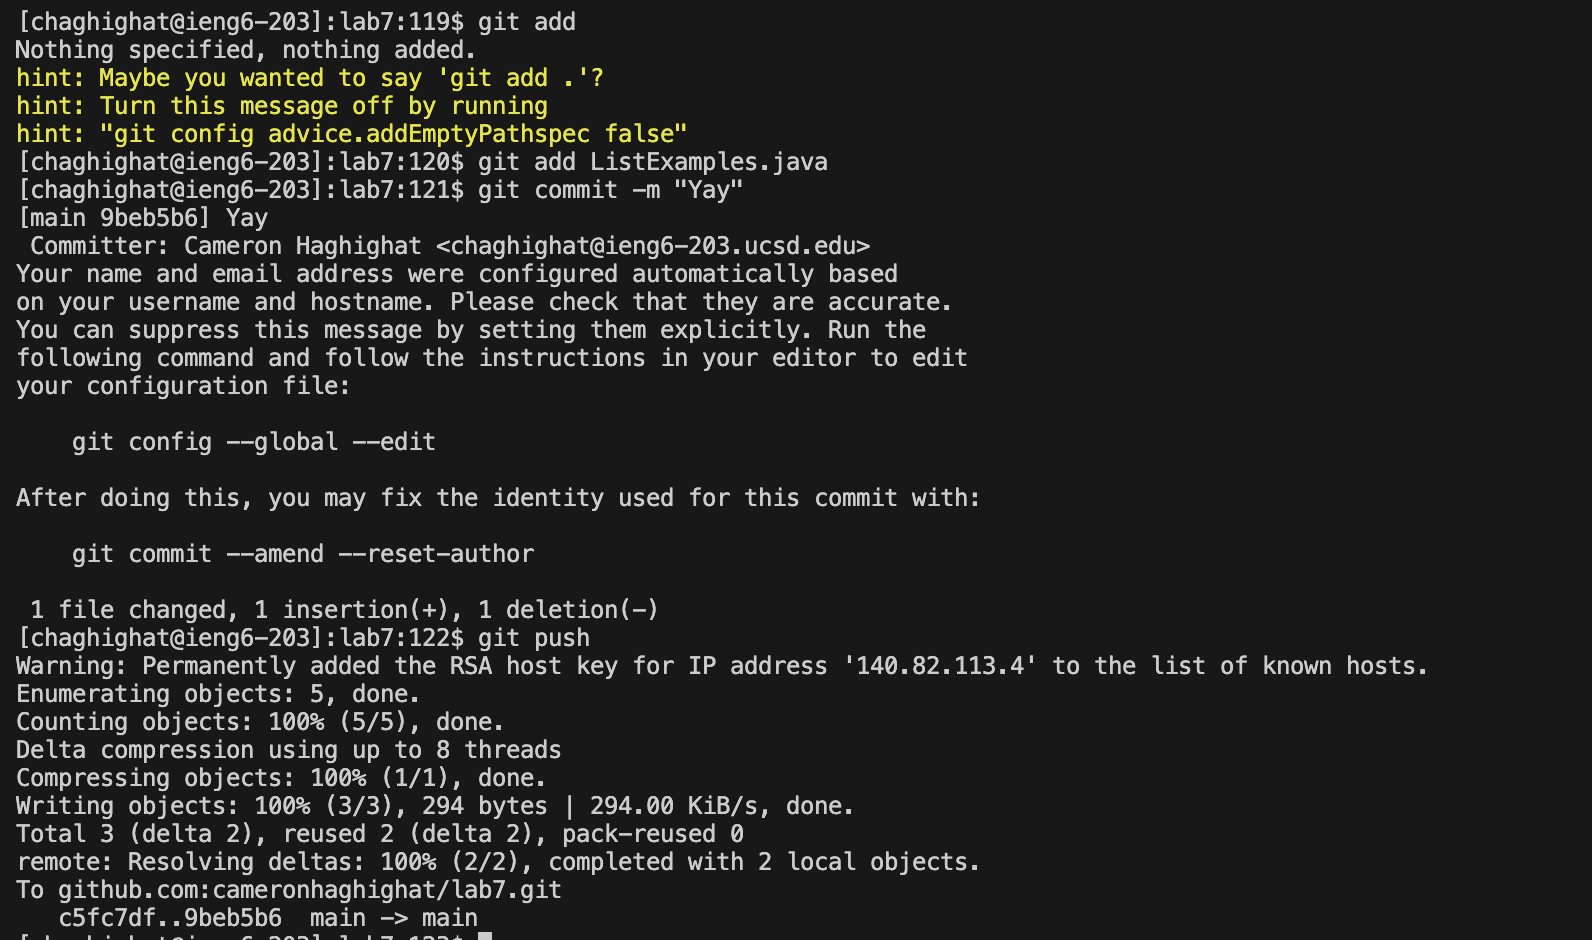 [chaghighat@ieng6-203]:lab7:119$ git add
Nothing specified, nothing added.
hint: Maybe you wanted to say 'git add .'?
hint: Turn this message off by running
hint: "git config advice.addEmptyPathspec false"
[chaghighat@ieng6-203]:lab7:120$ git add ListExamples.java
[chaghighat@ieng6-203]:lab7:121$ git commit -m "Yay"
[main 9beb5b6] Yay
 Committer: Cameron Haghighat <chaghighat@ieng6-203.ucsd.edu>
Your name and email address were configured automatically based
on your username and hostname. Please check that they are accurate.
You can suppress this message by setting them explicitly. Run the
following command and follow the instructions in your editor to edit
your configuration file:
    git config --global --edit
After doing this, you may fix the identity used for this commit with:
    git commit --amend --reset-author
 1 file changed, 1 insertion(+), 1 deletion(-)
[chaghighat@ieng6-203]:lab7:122$ git push
Warning: Permanently added the RSA host key for IP address '140.82.113.4' to the list of known hosts.
Enumerating objects: 5, done.
Counting objects: 100% (5/5), done.
Delta compression using up to 8 threads
Compressing objects: 100% (1/1), done.
Writing objects: 100% (3/3), 294 bytes | 294.00 KiB/s, done.
Total 3 (delta 2), reused 2 (delta 2), pack-reused 0
remote: Resolving deltas: 100% (2/2), completed with 2 local objects.
To github.com:cameronhaghighat/lab7.git
   c5fc7df..9beb5b6  main -> main